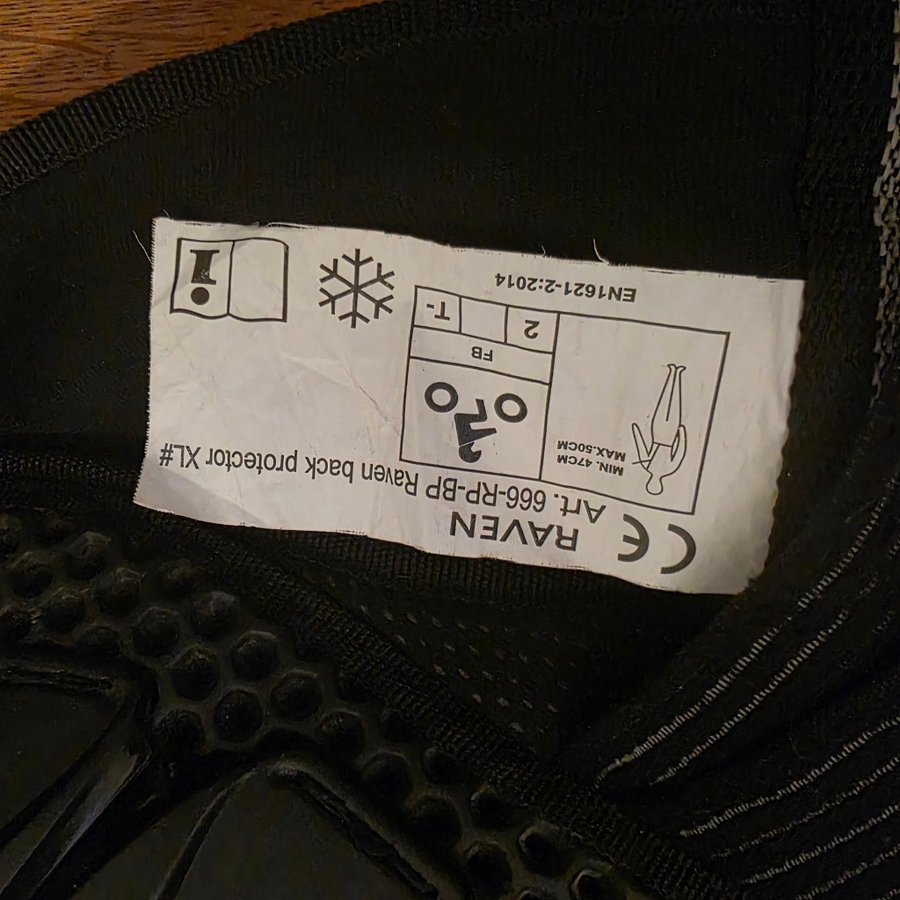 CE RAVEN
Art. 666-RP-BP Raven back protector XL#
MIN. 47CM
MAX.50CM
FB
2
T-
EN1621-2:2014
i